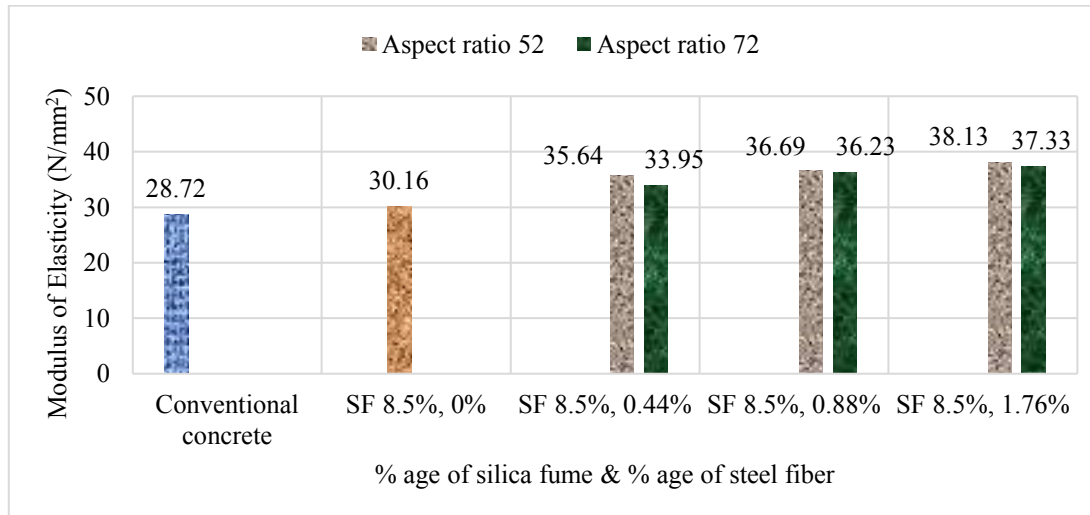 Aspect ratio 52 Aspect ratio 72
Modulus of Elasticity (N/mm²)
50
40
30
20
10
0
28.72
30.16
35.64 33.95
36.69 36.23
38.13 37.33
Conventional
concrete
SF 8.5%, 0%
SF 8.5%, 0.44%
SF 8.5%, 0.88%
SF 8.5%, 1.76%
% age of silica fume & % age of steel fiber